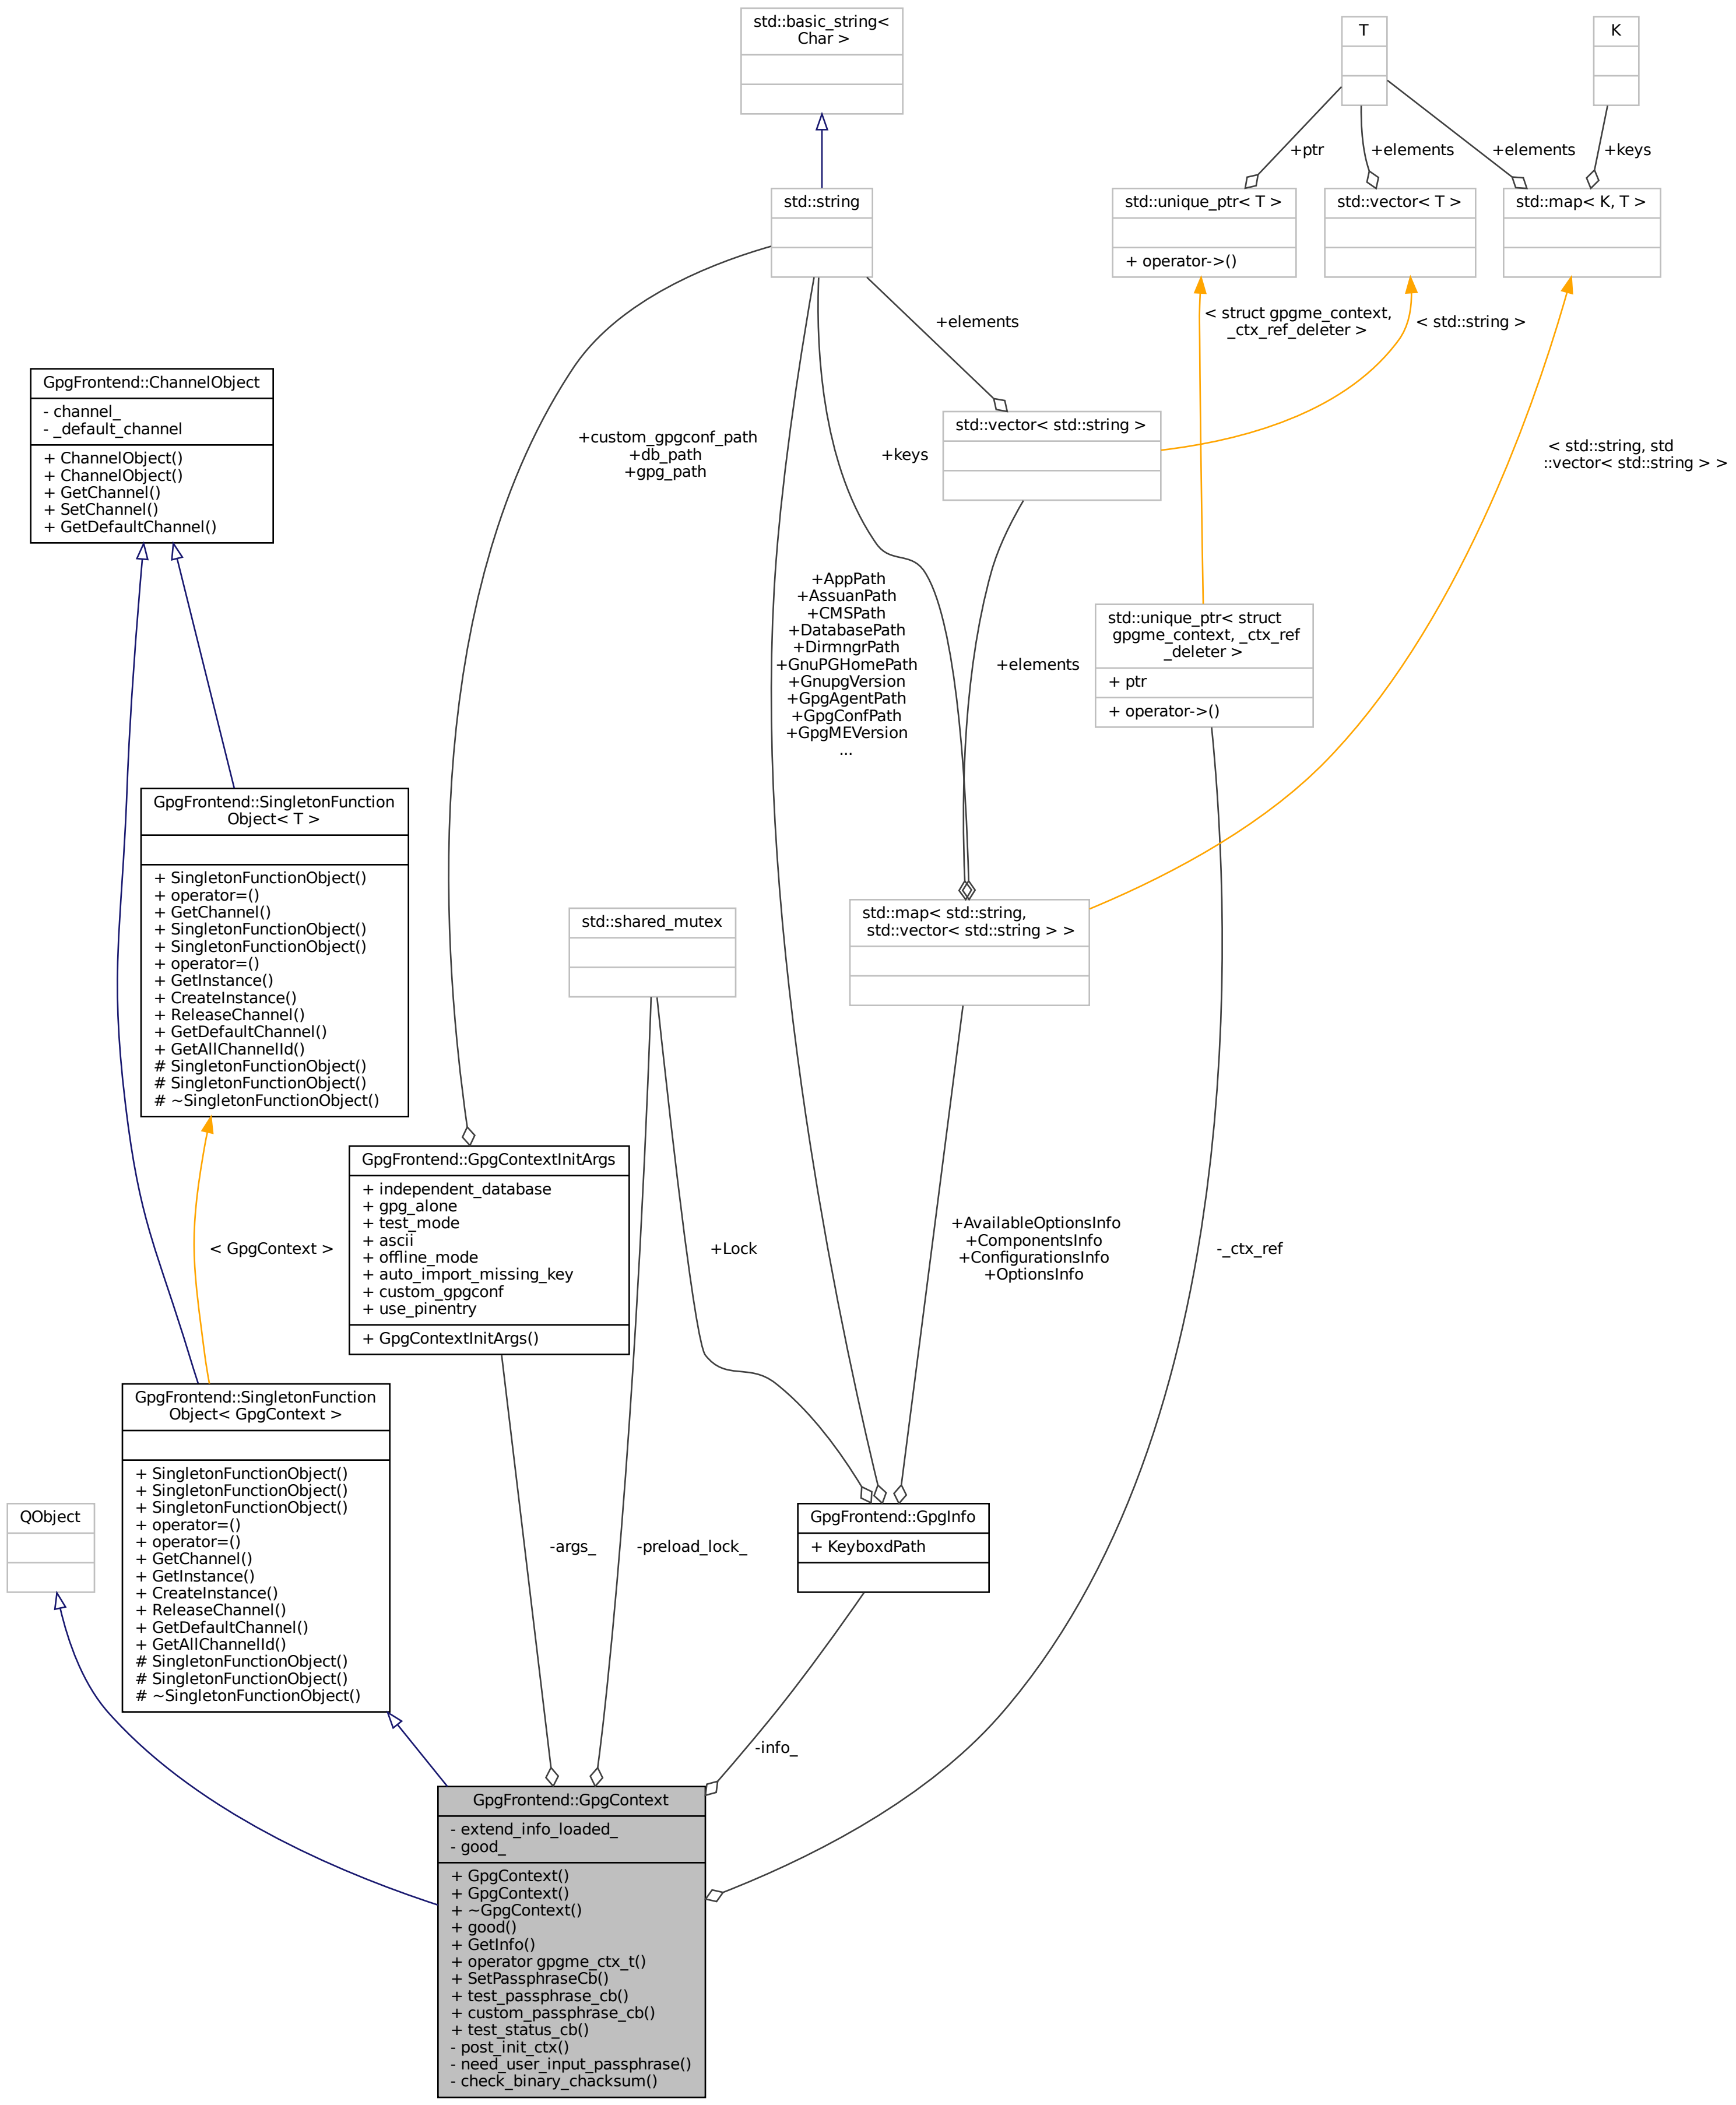 std::basic_string<
Char >
T
K
+ptr
+elements
+elements
+keys
std::string
std::unique_ptr< T >
+ operator->()
std::vector< T >
std::map< K, T >
+elements
< struct gpgme_context,
_ctx_ref_deleter >
< std::string >
GpgFrontend::ChannelObject
- channel_
- _default_channel
+ ChannelObject()
+ ChannelObject()
+ GetChannel()
+ SetChannel()
+ GetDefaultChannel()
+custom_gpgconf_path
+db_path
+gpg_path
+keys
std::vector< std::string >
< std::string, std
::vector< std::string > >
+AppPath
+AssuanPath
+CMSPath
+DatabasePath
+DirmngrPath
+GnuPGHomePath
+GnupgVersion
+GpgAgentPath
+GpgConfPath
+GpgMEVersion
...
+elements
std::unique_ptr< struct
gpgme_context, _ctx_ref
_deleter >
+ ptr
+ operator->()
GpgFrontend::SingletonFunction
Object< T >
+ SingletonFunctionObject()
+ operator=()
+ GetChannel()
+ SingletonFunctionObject()
+ SingletonFunctionObject()
+ operator=()
+ GetInstance()
+ CreateInstance()
+ ReleaseChannel()
+ GetDefaultChannel()
+ GetAllChannelId()
# SingletonFunctionObject()
# SingletonFunctionObject()
# ~SingletonFunctionObject()
std::shared_mutex
std::map< std::string,
std::vector< std::string > >
GpgFrontend::GpgContextInitArgs
+ independent_database
+ gpg_alone
+ test_mode
+ ascii
+ offline_mode
+ auto_import_missing_key
+ custom_gpgconf
+ use_pinentry
+ GpgContextInitArgs()
< GpgContext >
+Lock
+AvailableOptionsInfo
+ComponentsInfo
+ConfigurationsInfo
+OptionsInfo
-_ctx_ref
GpgFrontend::SingletonFunction
Object< GpgContext >
+ SingletonFunctionObject()
+ SingletonFunctionObject()
+ SingletonFunctionObject()
+ operator=()
+ operator=()
+ GetChannel()
+ GetInstance()
+ CreateInstance()
+ ReleaseChannel()
+ GetDefaultChannel()
+ GetAllChannelId()
# SingletonFunctionObject()
# SingletonFunctionObject()
# ~SingletonFunctionObject()
QObject
-args_
-preload_lock_
GpgFrontend::GpgInfo
+ KeyboxdPath
-info_
GpgFrontend::GpgContext
- extend_info_loaded_
- good_
+ GpgContext()
+ GpgContext()
+ ~GpgContext()
+ good()
+ GetInfo()
+ operator gpgme_ctx_t()
+ SetPassphraseCb()
+ test_passphrase_cb()
+ custom_passphrase_cb()
+ test_status_cb()
- post_init_ctx()
- need_user_input_passphrase()
- check_binary_chacksum()